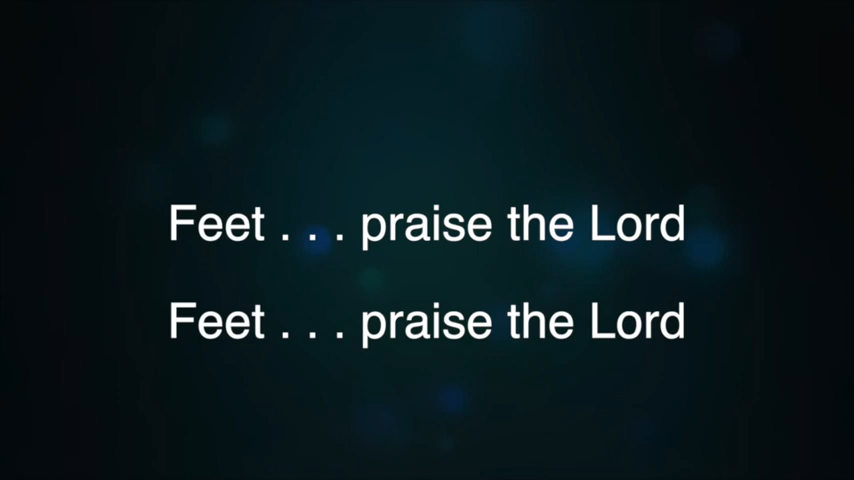 Feet . . . praise the Lord
Feet . . . praise the Lord